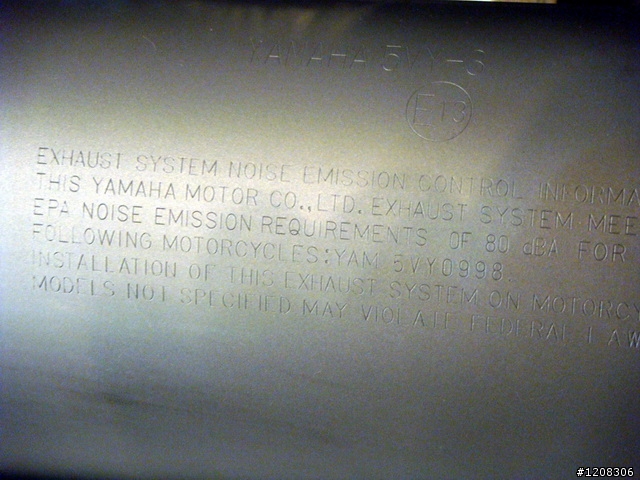 YAMAHA 5VY-S
E13
EXHAUST SYSTEM NOISE EMISSION CONTROL INFORMA
THIS YAMAHA MOTOR CO.,LTD. EXHAUST SYSTEM MEE
EPA NOISE EMISSION REQUIREMENTS OF 80 dBA FOR
FOLLOWING MOTORCYCLES:YAM 5VY0998
INSTALLATION OF THIS EXHAUST SYSTEM ON MOTORCY
MODELS NOT SPECIFIED MAY VIOLATE FEDERAL LAW
#1208306